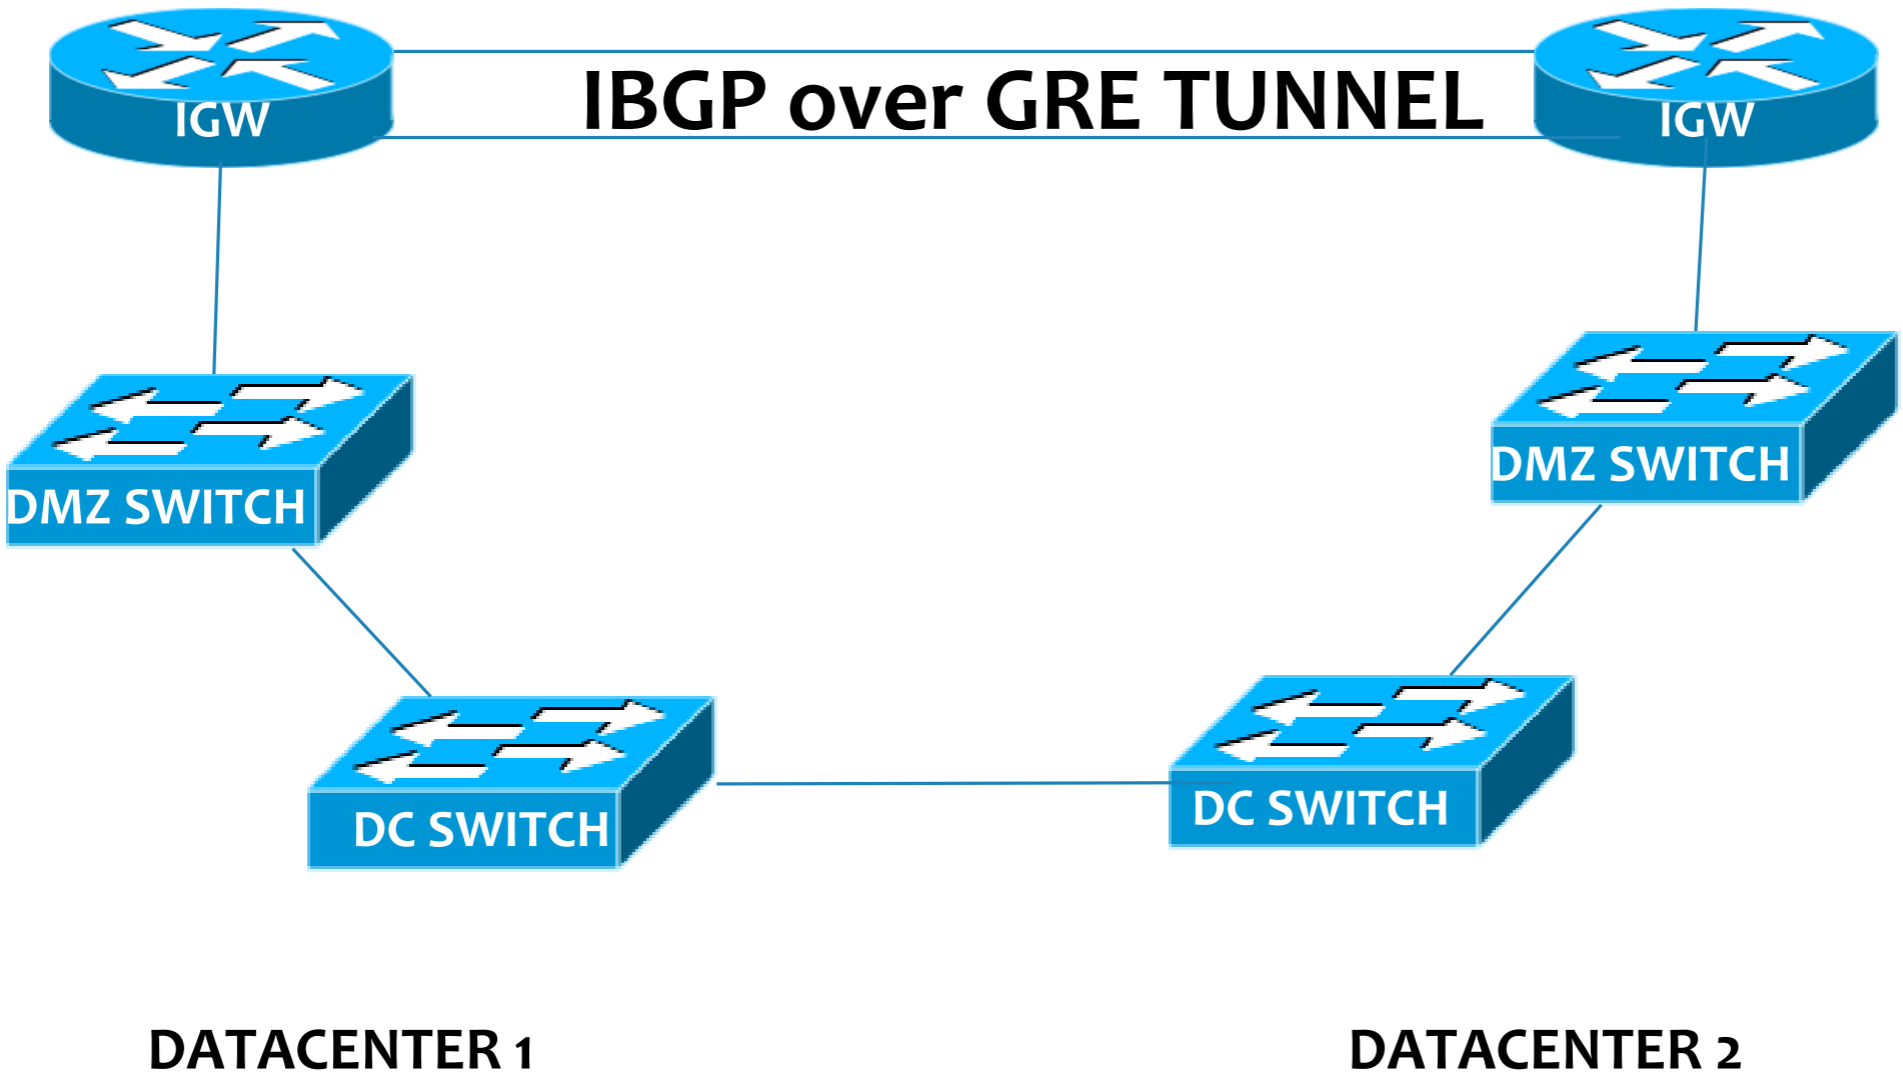 IBGP over GRE TUNNEL
IGW
IGW
DMZ SWITCH
DMZ SWITCH
DC SWITCH
DC SWITCH
DATACENTER 1
DATACENTER 2